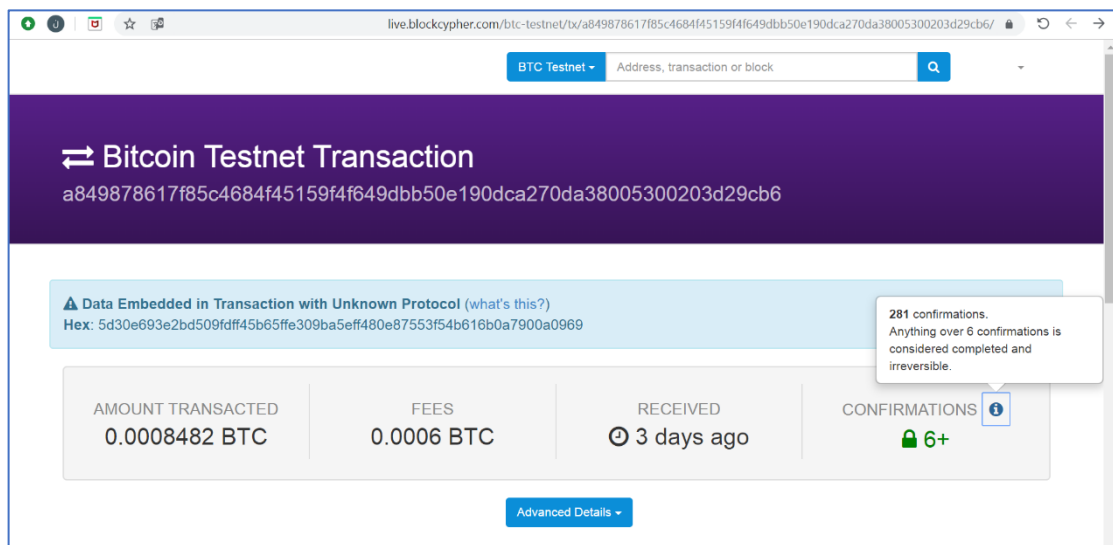 J
live.blockcypher.com/btc-testnet/tx/a849878617f85c4684f45159f4f649dbb50e190dca270da38005300203d29cb6/
BTC Testnet
Address, transaction or block
Bitcoin Testnet Transaction
a849878617f85c4684f45159f4f649dbb50e190dca270da38005300203d29cb6
Data Embedded in Transaction with Unknown Protocol (what's this?)
Hex: 5d30e693e2bd509fdff45b65ffe309ba5eff480e87553f54b616b0a7900a0969
281 confirmations.
Anything over 6 confirmations is
considered completed and
irreversible.
AMOUNT TRANSACTED
0.0008482 BTC
FEES
0.0006 BTC
RECEIVED
3 days ago
CONFIRMATIONS
6+
Advanced Details